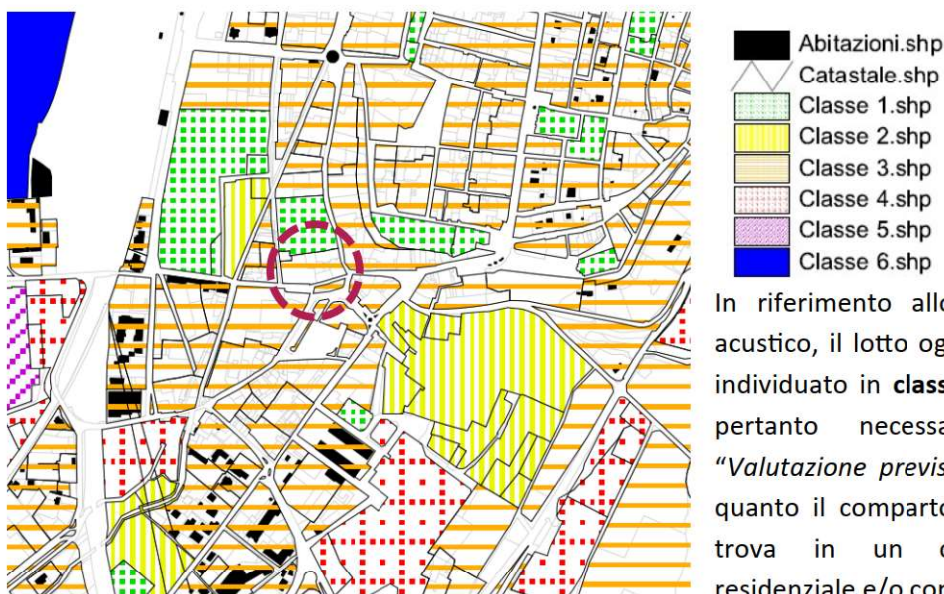 Abitazioni.shp
Catastale.shp
Classe 1.shp
Classe 2.shp
Classe 3.shp
Classe 4.shp
Classe 5.shp
Classe 6.shp
In riferimento allo
acustico, il lotto og
individuato in class
pertanto necessa
“Valutazione previs
quanto il comparto
trova in un
residenziale e/o con